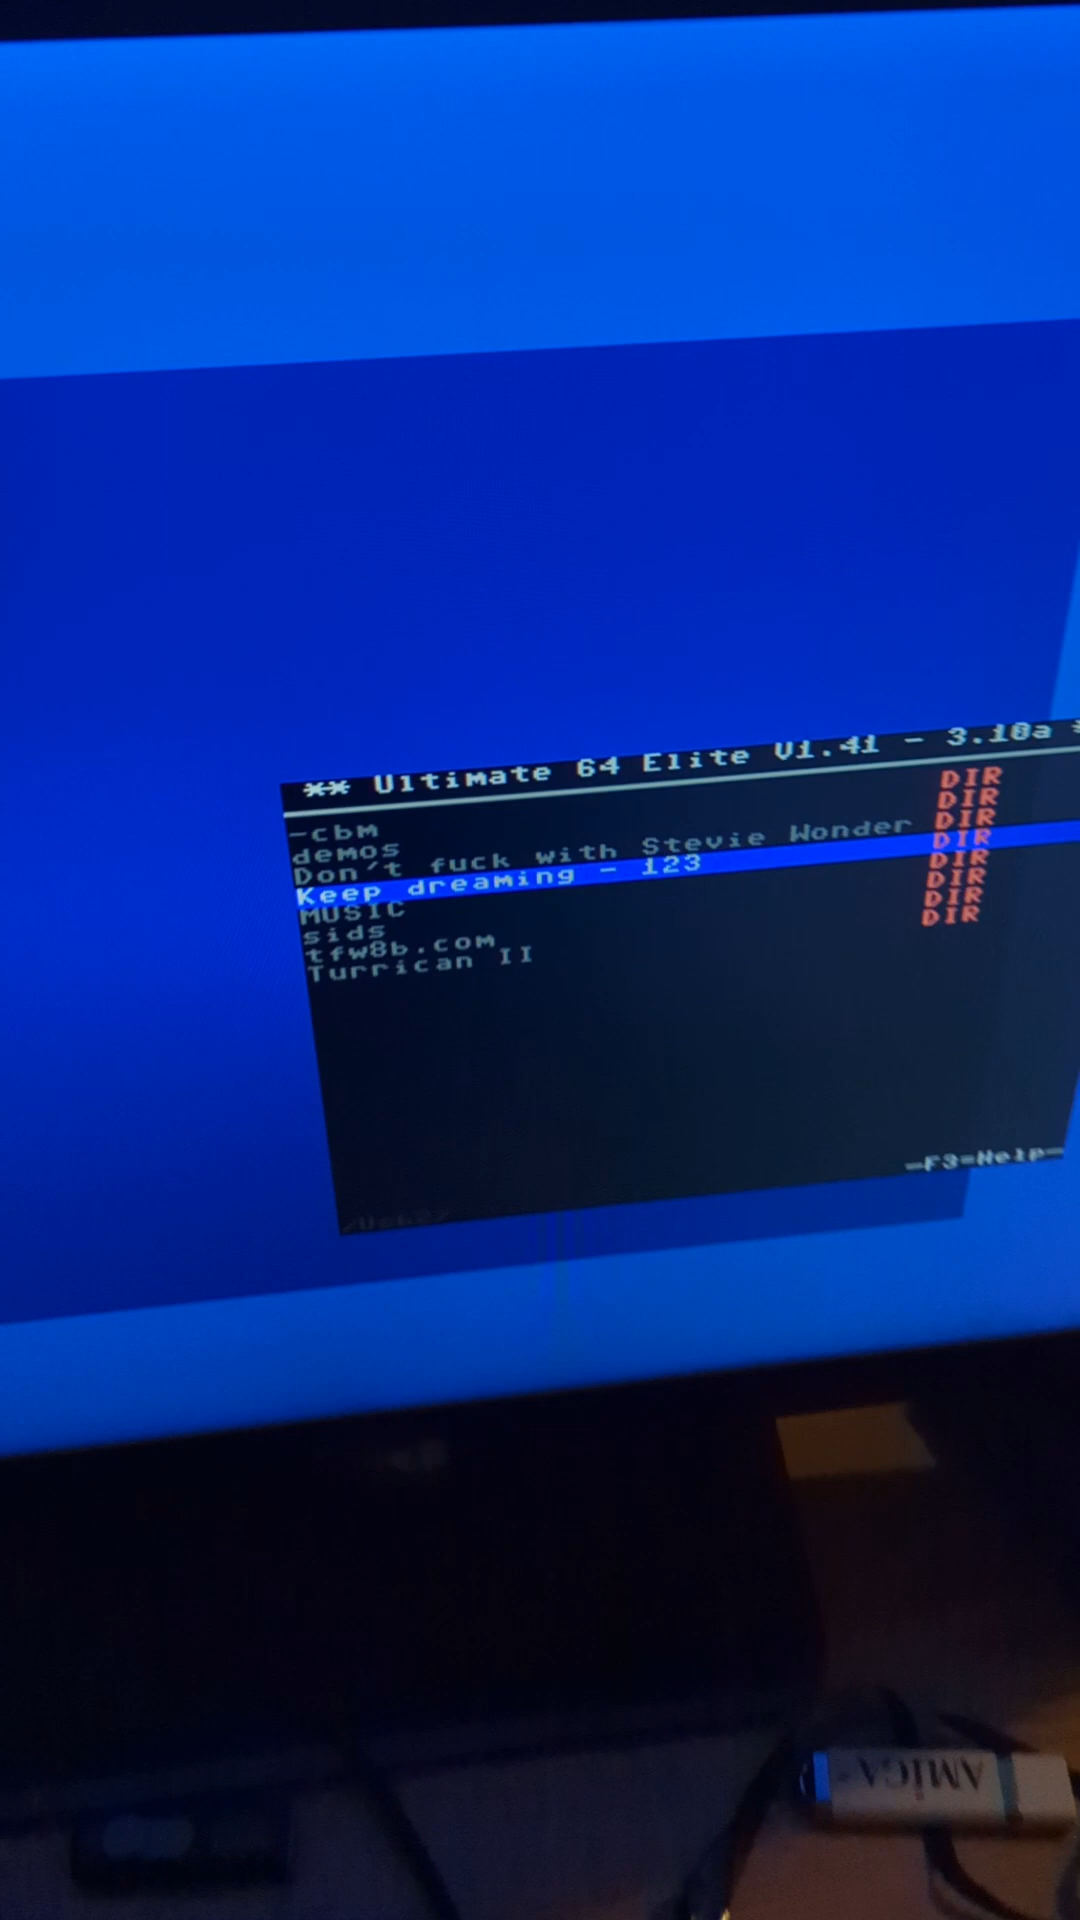 ** Ultimate 64 Elite V1.41 - 3.10a *
-cbm DIR
demos DIR
Don't fuck with Stevie Wonder DIR
Keep dreaming - 123 DIR
MUSIC DIR
sids DIR
tfw8b.com DIR
Turrican II DIR
-F3=Help-
AMIGA